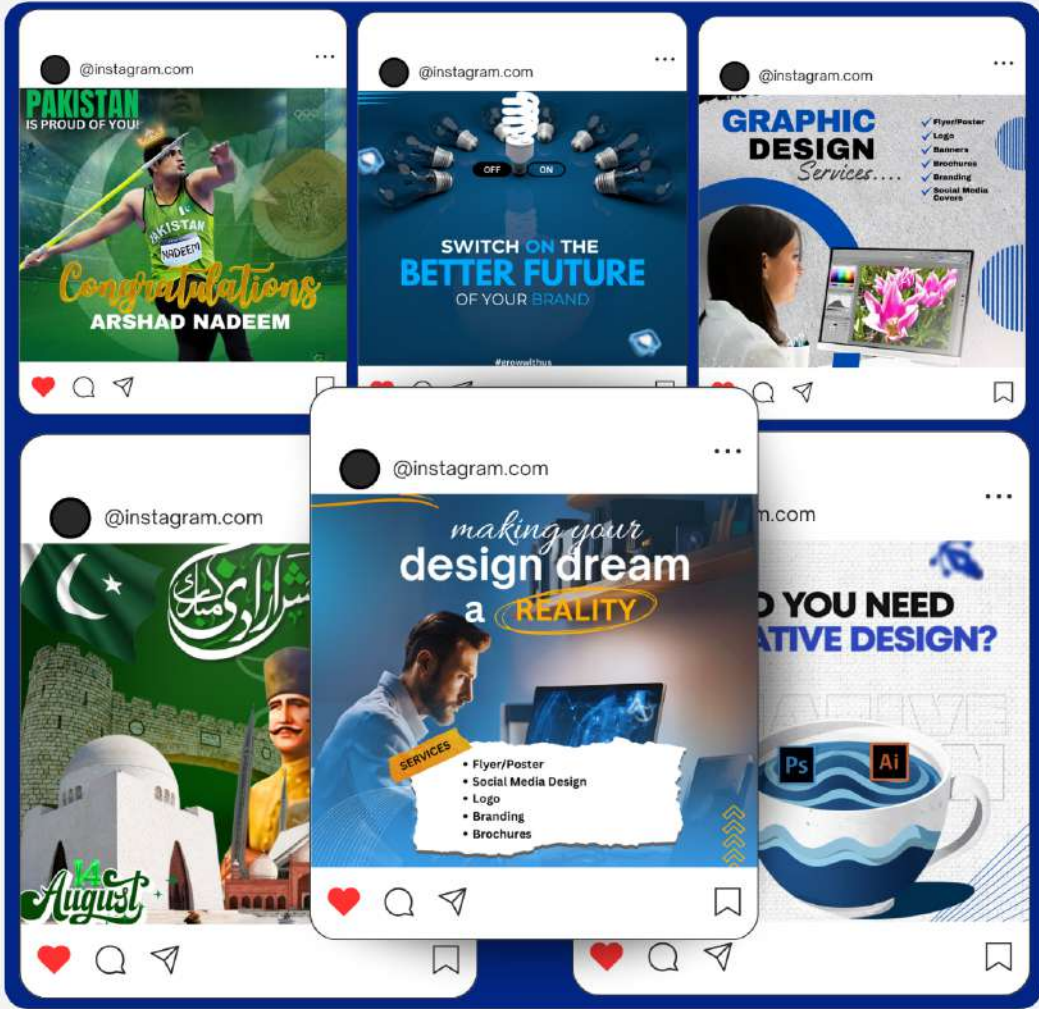 @instagram.com
PAKISTAN
IS PROUD OF YOU!
PAKISTAN
NADEEM
Congratulations
ARSHAD NADEEM
@instagram.com
OFF
ON
SWITCH ON THE
BETTER FUTURE
OF YOUR BRAND
#growwithus
@instagram.com
GRAPHIC
DESIGN
Services....
Flyer/Poster
Logo
Banners
Brochures
Branding
Social Media
Covers
@instagram.com
مبارک
14
August
@instagram.com
making your
design dream
a REALITY
SERVICES
• Flyer/Poster
• Social Media Design
• Logo
• Branding
• Brochures
m.com
O YOU NEED
ATIVE DESIGN?
Ps
Ai